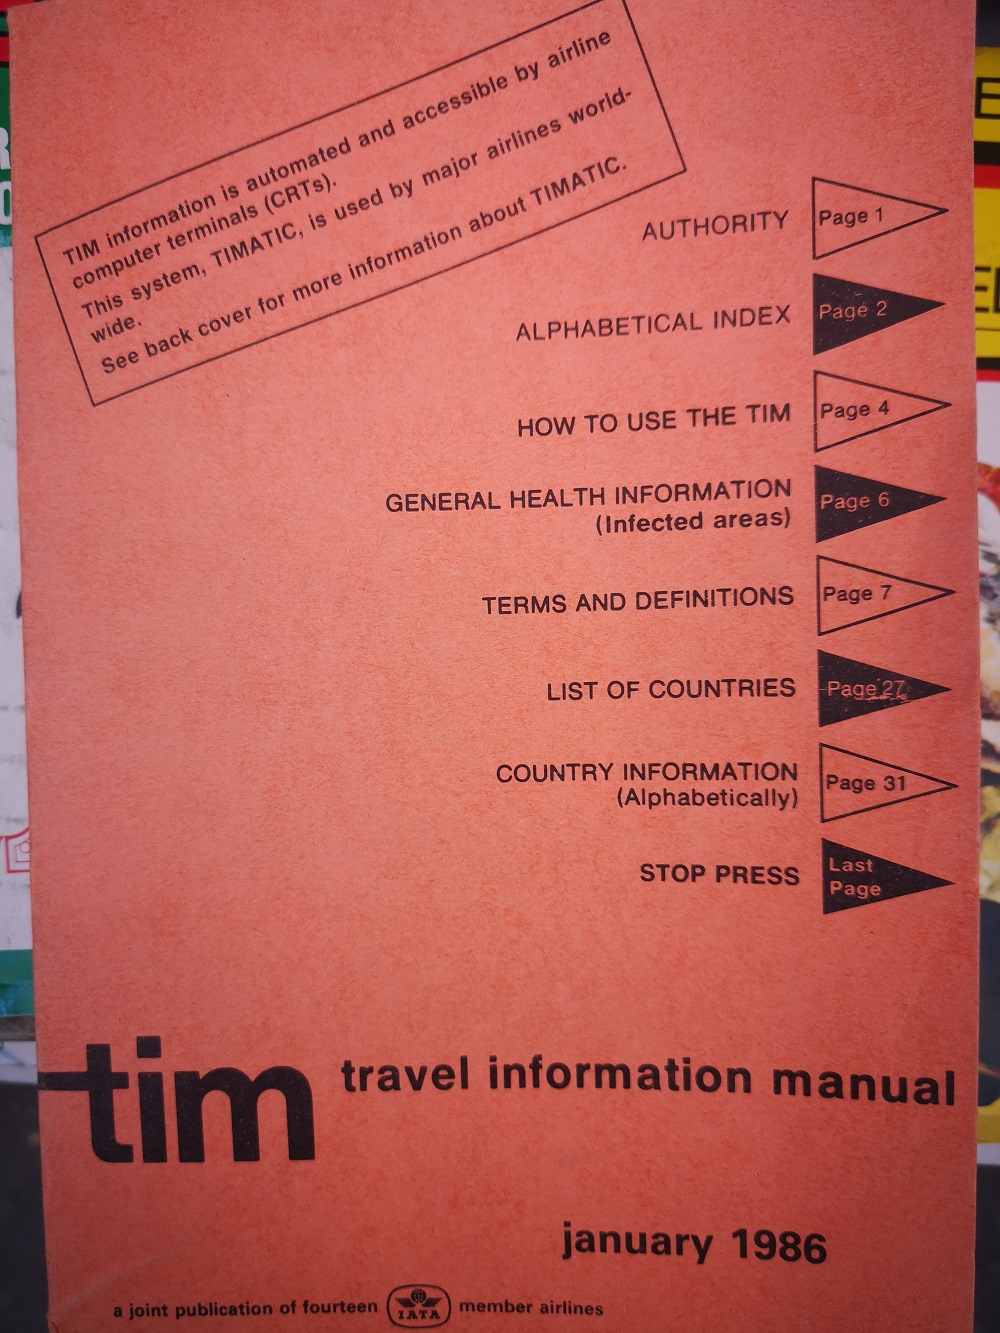 TIM information is automated and accessible by airline
computer terminals (CRTs).
This system, TIMATIC, is used by major airlines world-
wide.
See back cover for more information about TIMATIC.
AUTHORITY Page 1
ALPHABETICAL INDEX Page 2
HOW TO USE THE TIM Page 4
GENERAL HEALTH INFORMATION Page 6
(Infected areas)
TERMS AND DEFINITIONS Page 7
LIST OF COUNTRIES Page 27
COUNTRY INFORMATION Page 31
(Alphabetically)
STOP PRESS Last
Page
tim travel information manual
january 1986
a joint publication of fourteen IATA member airlines